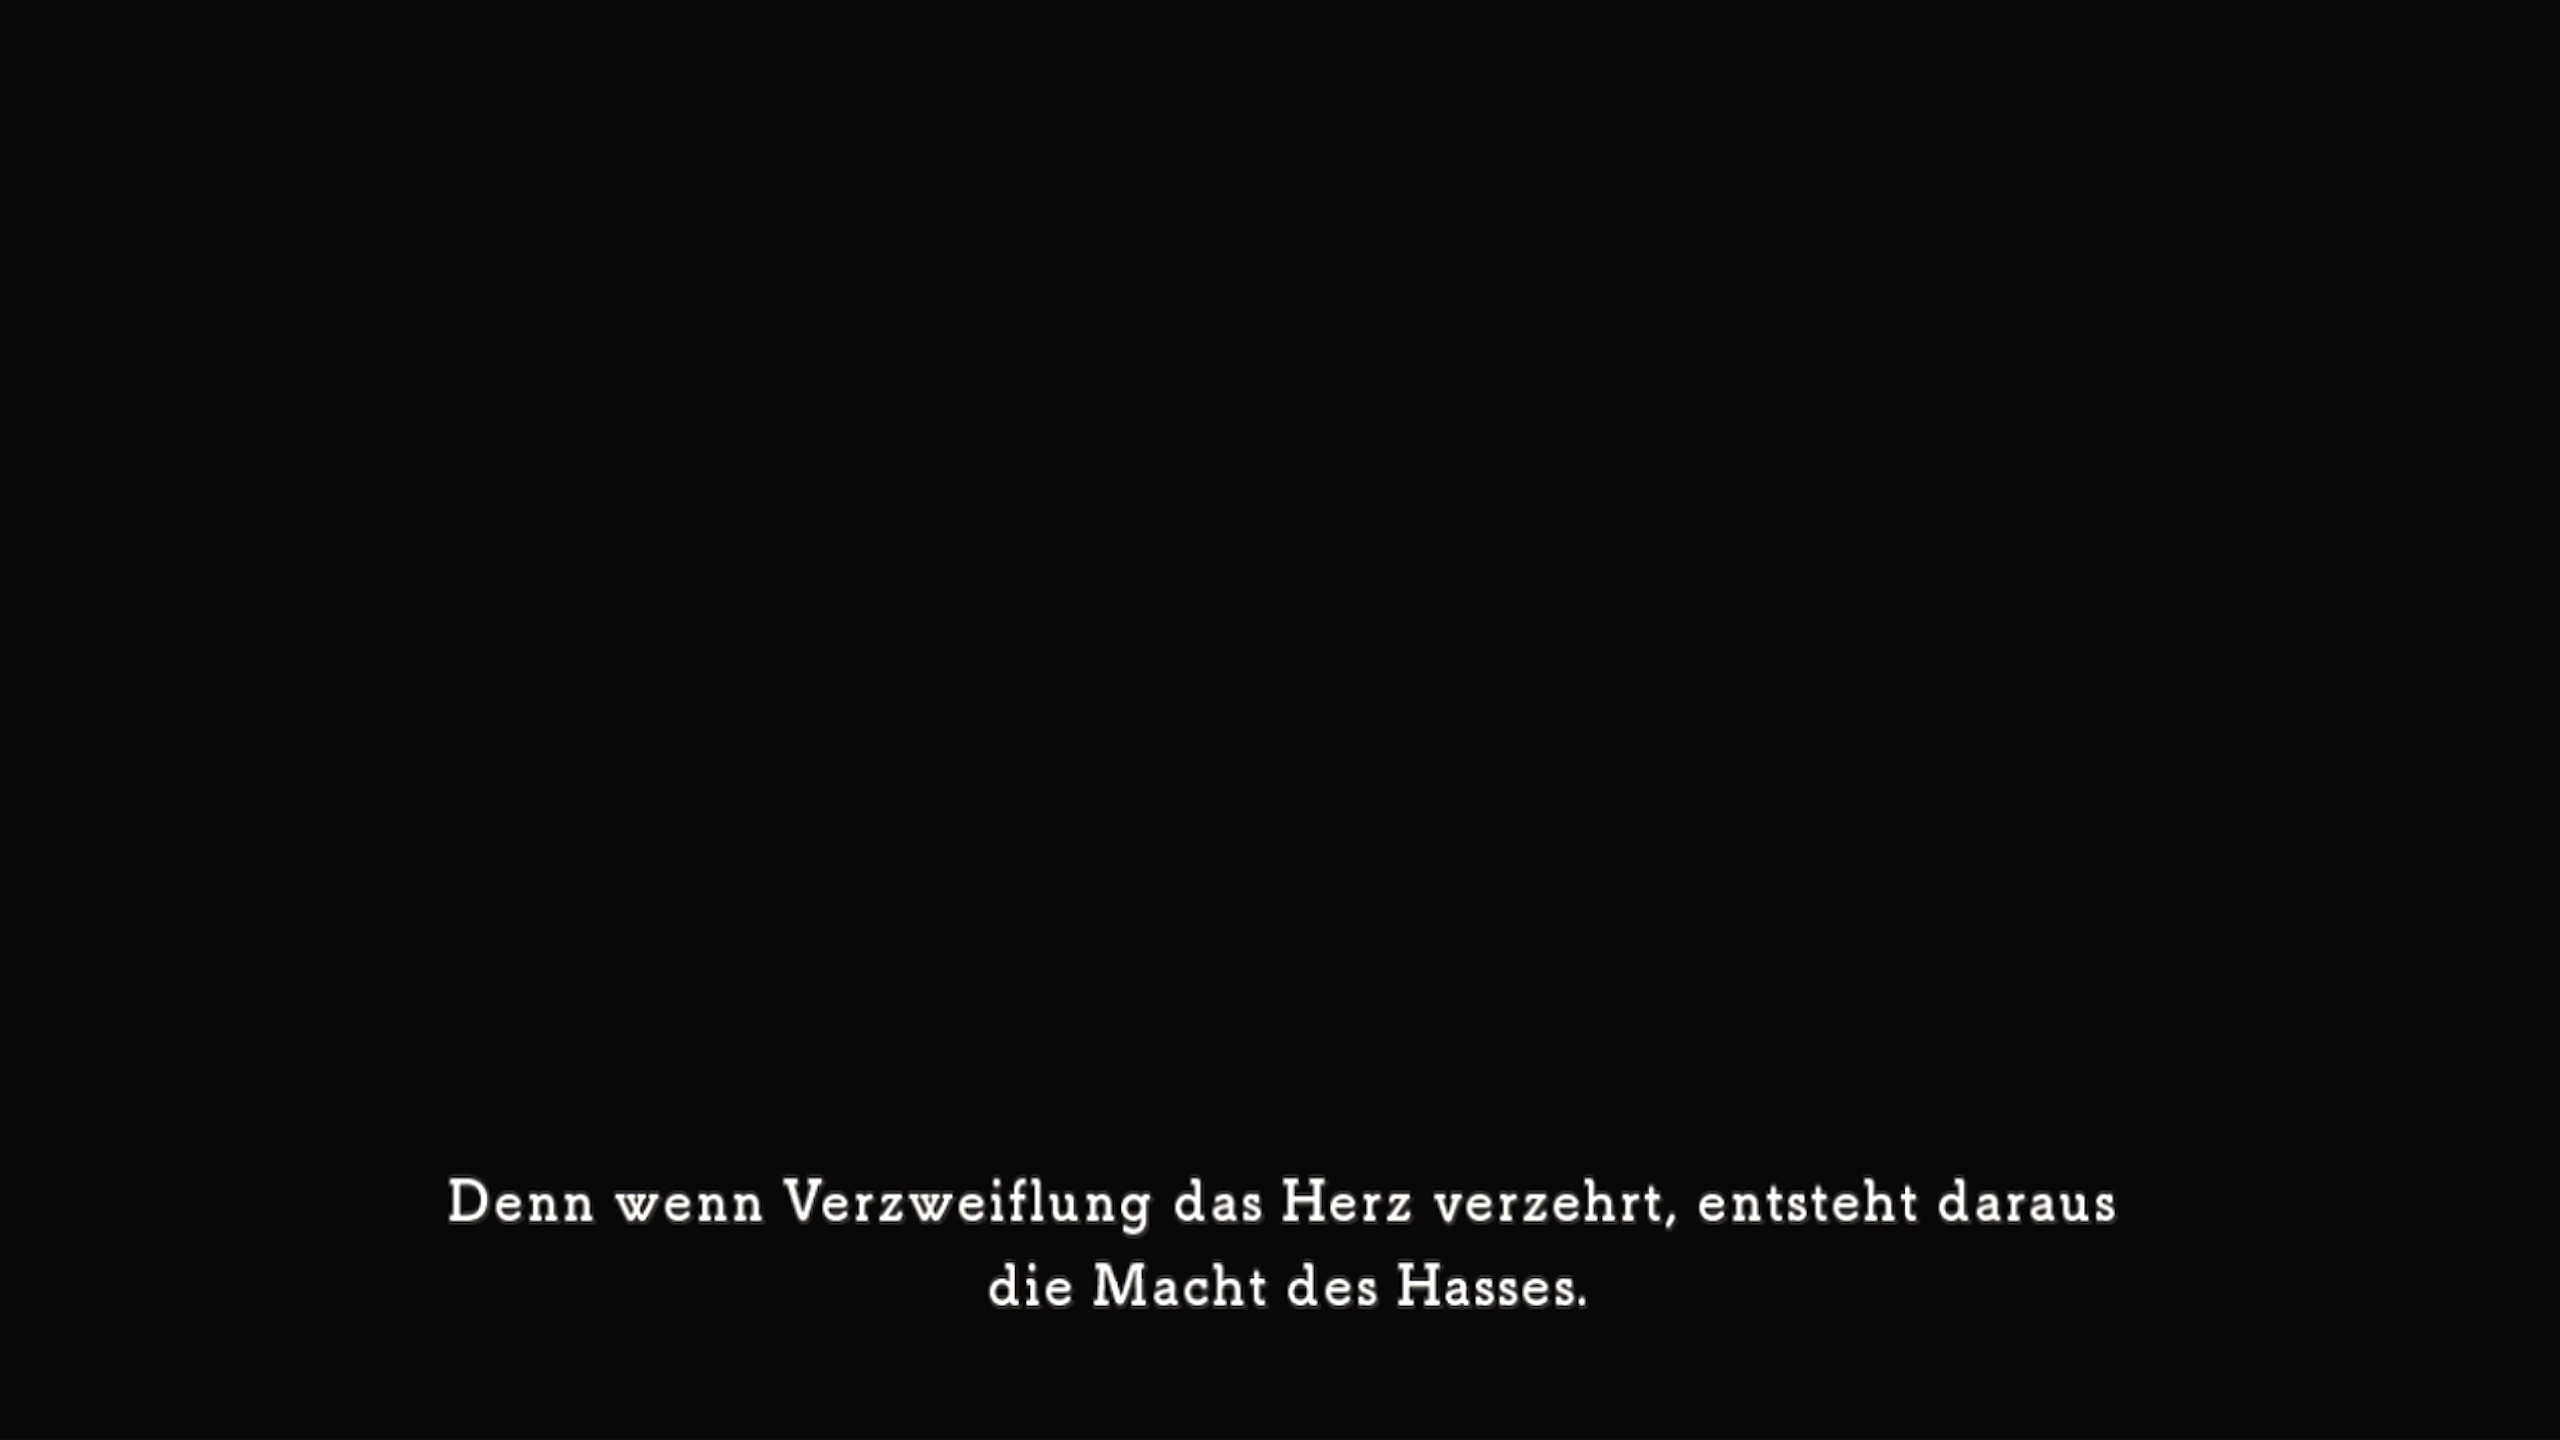 Denn wenn Verzweiflung das Herz verzehrt, entsteht daraus
die Macht des Hasses.